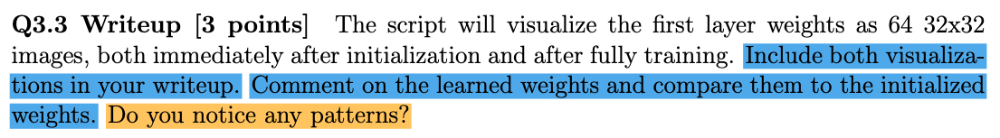 Q3.3 Writeup [3 points] The script will visualize the first layer weights as 64 32x32
images, both immediately after initialization and after fully training. Include both visualiza-
tions in your writeup. Comment on the learned weights and compare them to the initialized
weights. Do you notice any patterns?